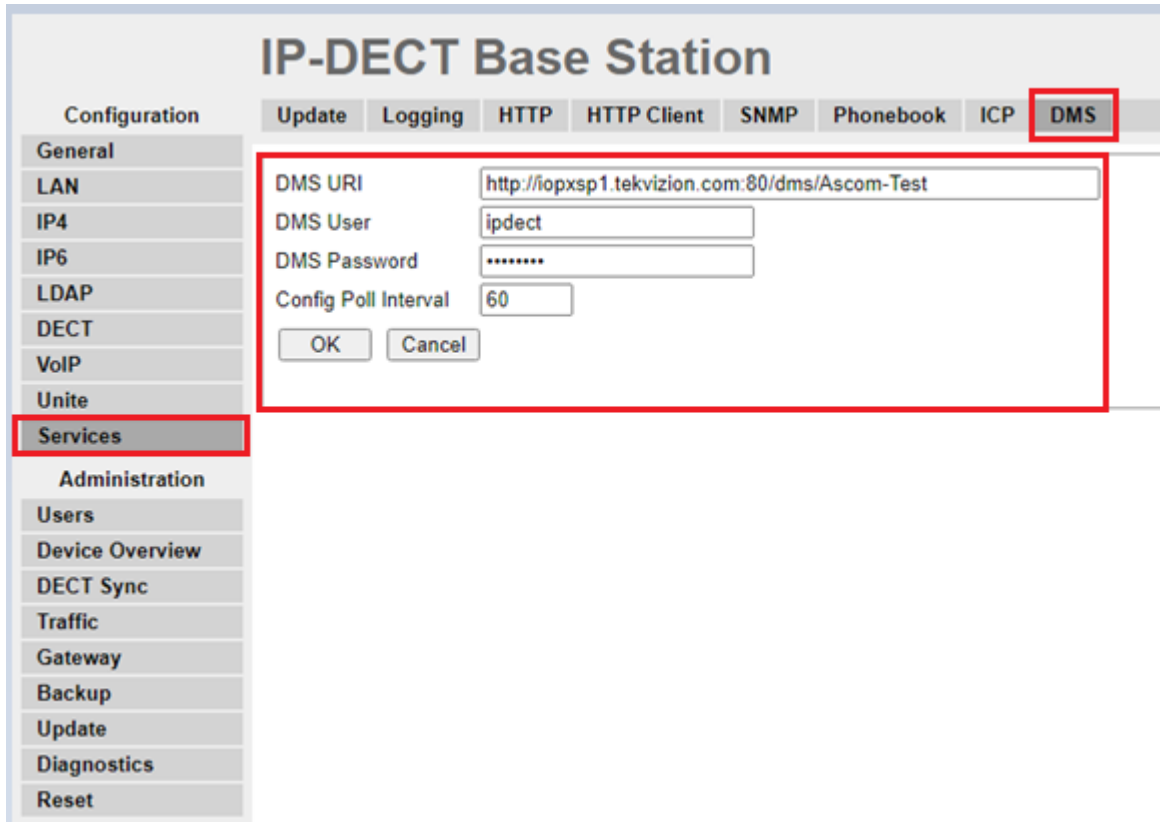 IP-DECT Base Station
Configuration
Update Logging HTTP HTTP Client SNMP Phonebook ICP DMS
General
LAN
IP4
IP6
LDAP
DECT
VoIP
Unite
Services
Administration
Users
Device Overview
DECT Sync
Traffic
Gateway
Backup
Update
Diagnostics
Reset
DMS URI http://iopxsp1.tekvizion.com:80/dms/Ascom-Test
DMS User ipdect
DMS Password ••••••••
Config Poll Interval 60
OK Cancel